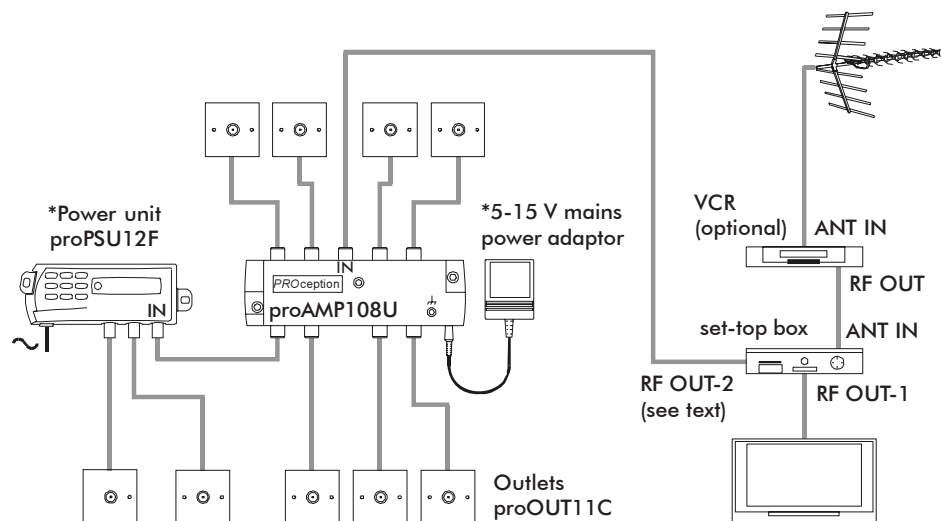 *Power unit
proPSU12F
IN
IN
PROception
proAMP108U
*5-15 V mains
power adaptor
VCR
(optional)
ANT IN
RF OUT
set-top box
ANT IN
RF OUT-2
(see text)
RF OUT-1
Outlets
proOUT11C